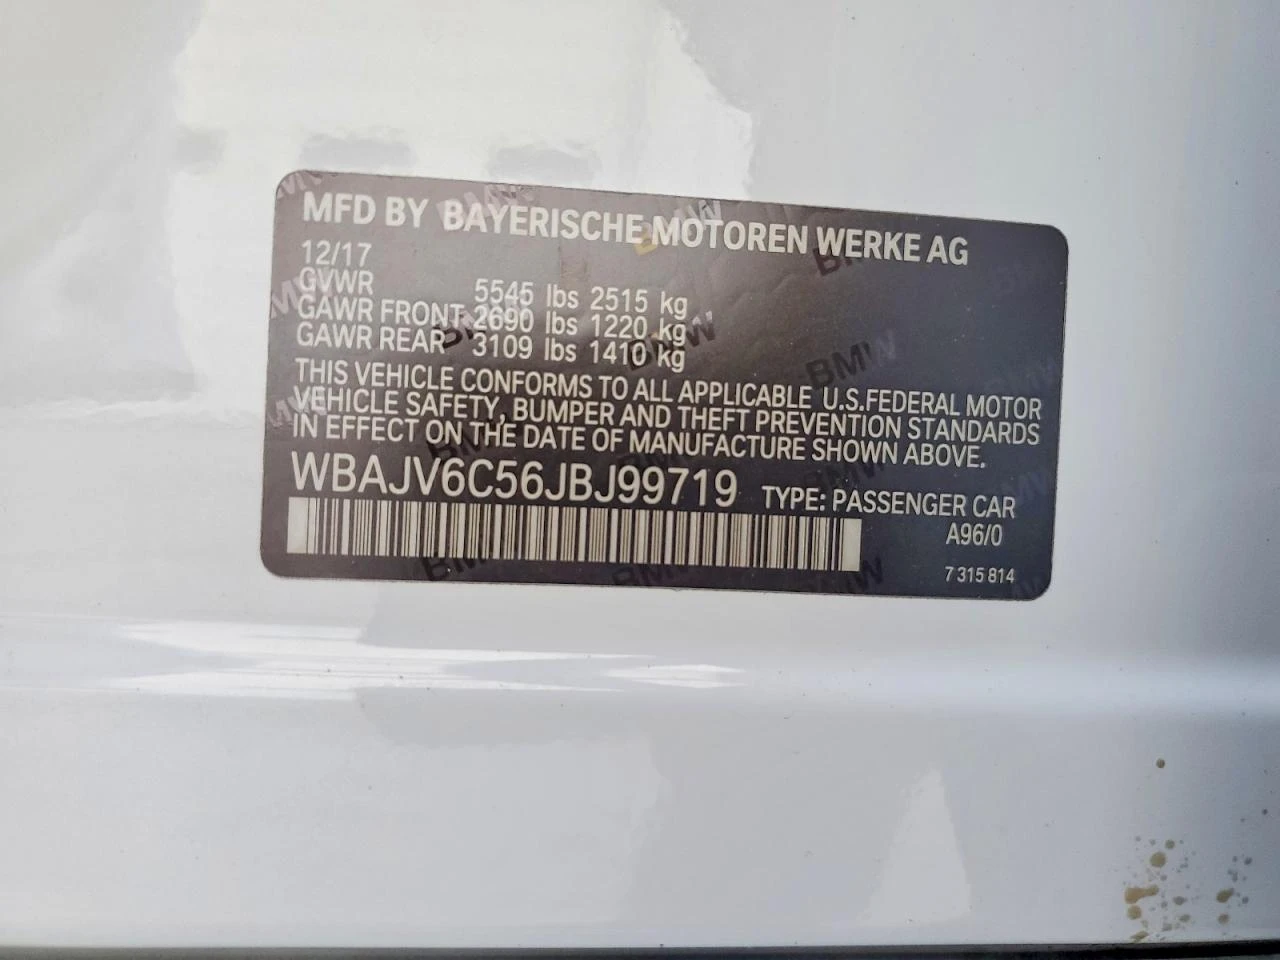 MFD BY BAYERISCHE MOTOREN WERKE AG
12/17
GVWR 5545 lbs 2515 kg
GAWR FRONT 2690 lbs 1220 kg
GAWR REAR 3109 lbs 1410 kg
THIS VEHICLE CONFORMS TO ALL APPLICABLE U.S.FEDERAL MOTOR
VEHICLE SAFETY, BUMPER AND THEFT PREVENTION STANDARDS
IN EFFECT ON THE DATE OF MANUFACTURE SHOWN ABOVE.
WBAJV6C56JBJ99719 TYPE: PASSENGER CAR
A96/0
7 315 814